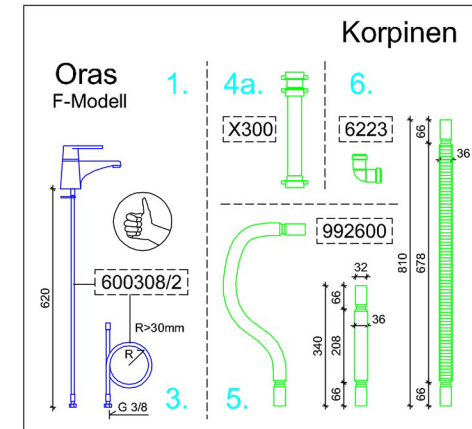 Korpinen
Oras
F-Modell
1.
4a.
6.
X300
6223
992600
600308/2
R>30mm
R
G 3/8
3.
5.
620
32
66
36
340
208
66
66
36
810
678
66